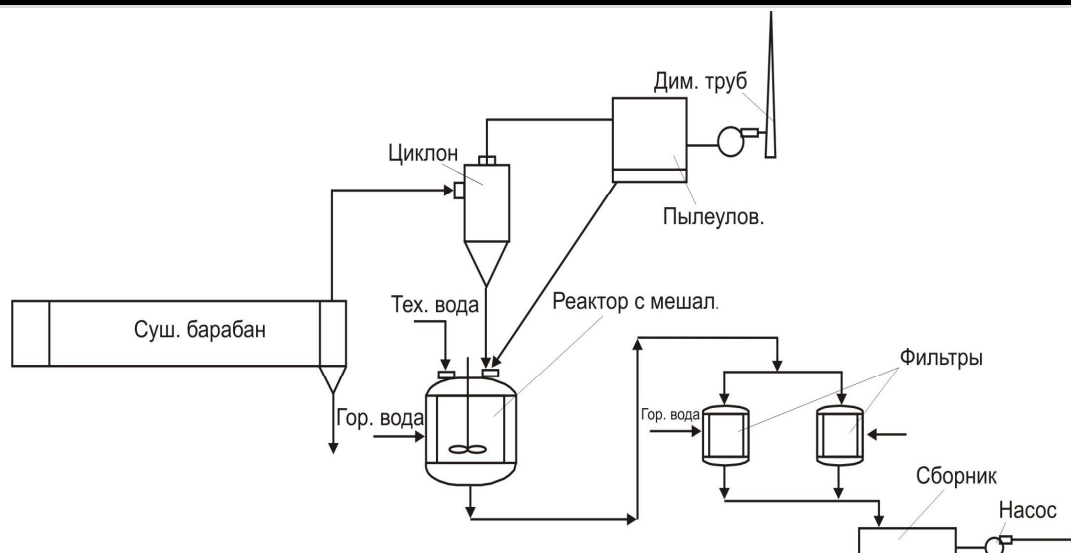 Дим. труб
Циклон
Пылеулов.
Тех. вода
Реактор с мешал.
Суш. барабан
Фильтры
Гор. вода
Гор. вода
Сборник
Насос